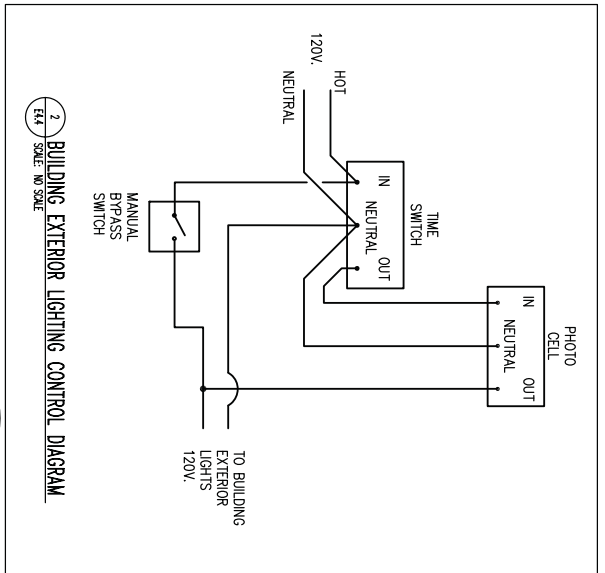 PHOTO
CELL
IN
NEUTRAL
OUT
TIME
SWITCH
IN
NEUTRAL
OUT
HOT
120V.
NEUTRAL
MANUAL
BYPASS
SWITCH
TO BUILDING
EXTERIOR
LIGHTS
120V.
2
E4.4
BUILDING EXTERIOR LIGHTING CONTROL DIAGRAM
SCALE: NO SCALE